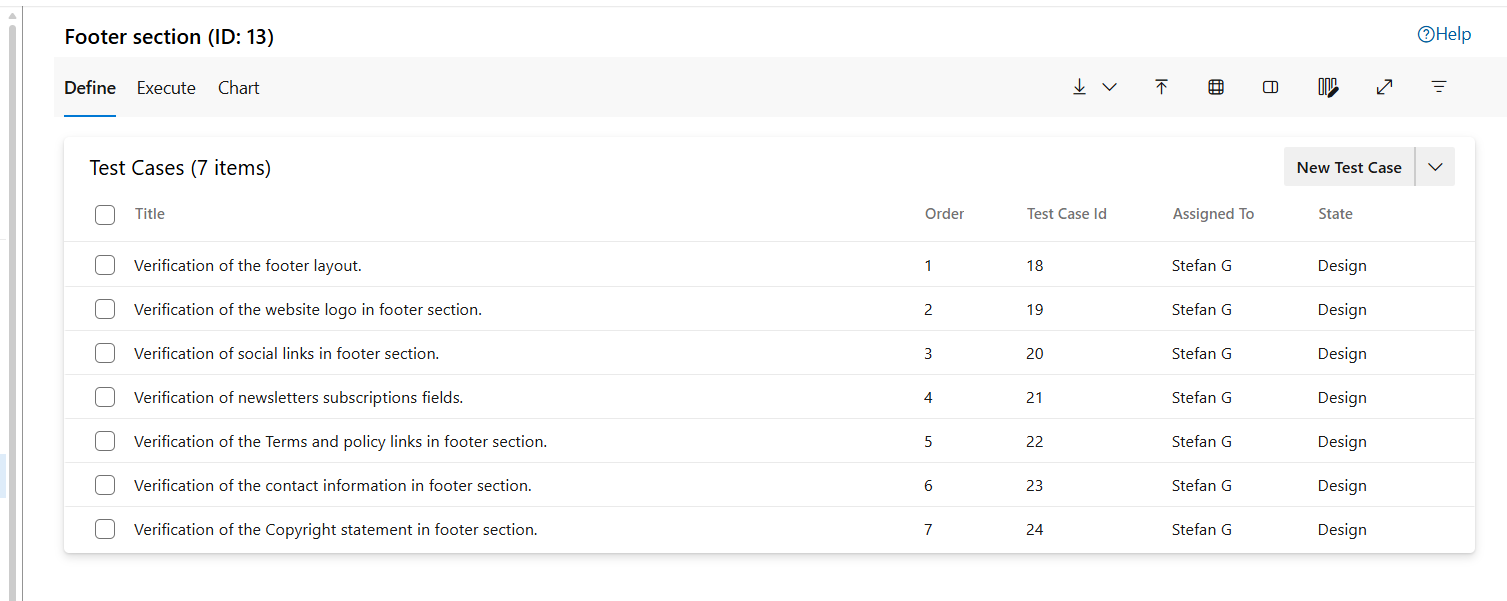 Footer section (ID: 13)
Help
Define Execute Chart
Test Cases (7 items)
New Test Case
Title Order Test Case Id Assigned To State
Verification of the footer layout. 1 18 Stefan G Design
Verification of the website logo in footer section. 2 19 Stefan G Design
Verification of social links in footer section. 3 20 Stefan G Design
Verification of newsletters subscriptions fields. 4 21 Stefan G Design
Verification of the Terms and policy links in footer section. 5 22 Stefan G Design
Verification of the contact information in footer section. 6 23 Stefan G Design
Verification of the Copyright statement in footer section. 7 24 Stefan G Design